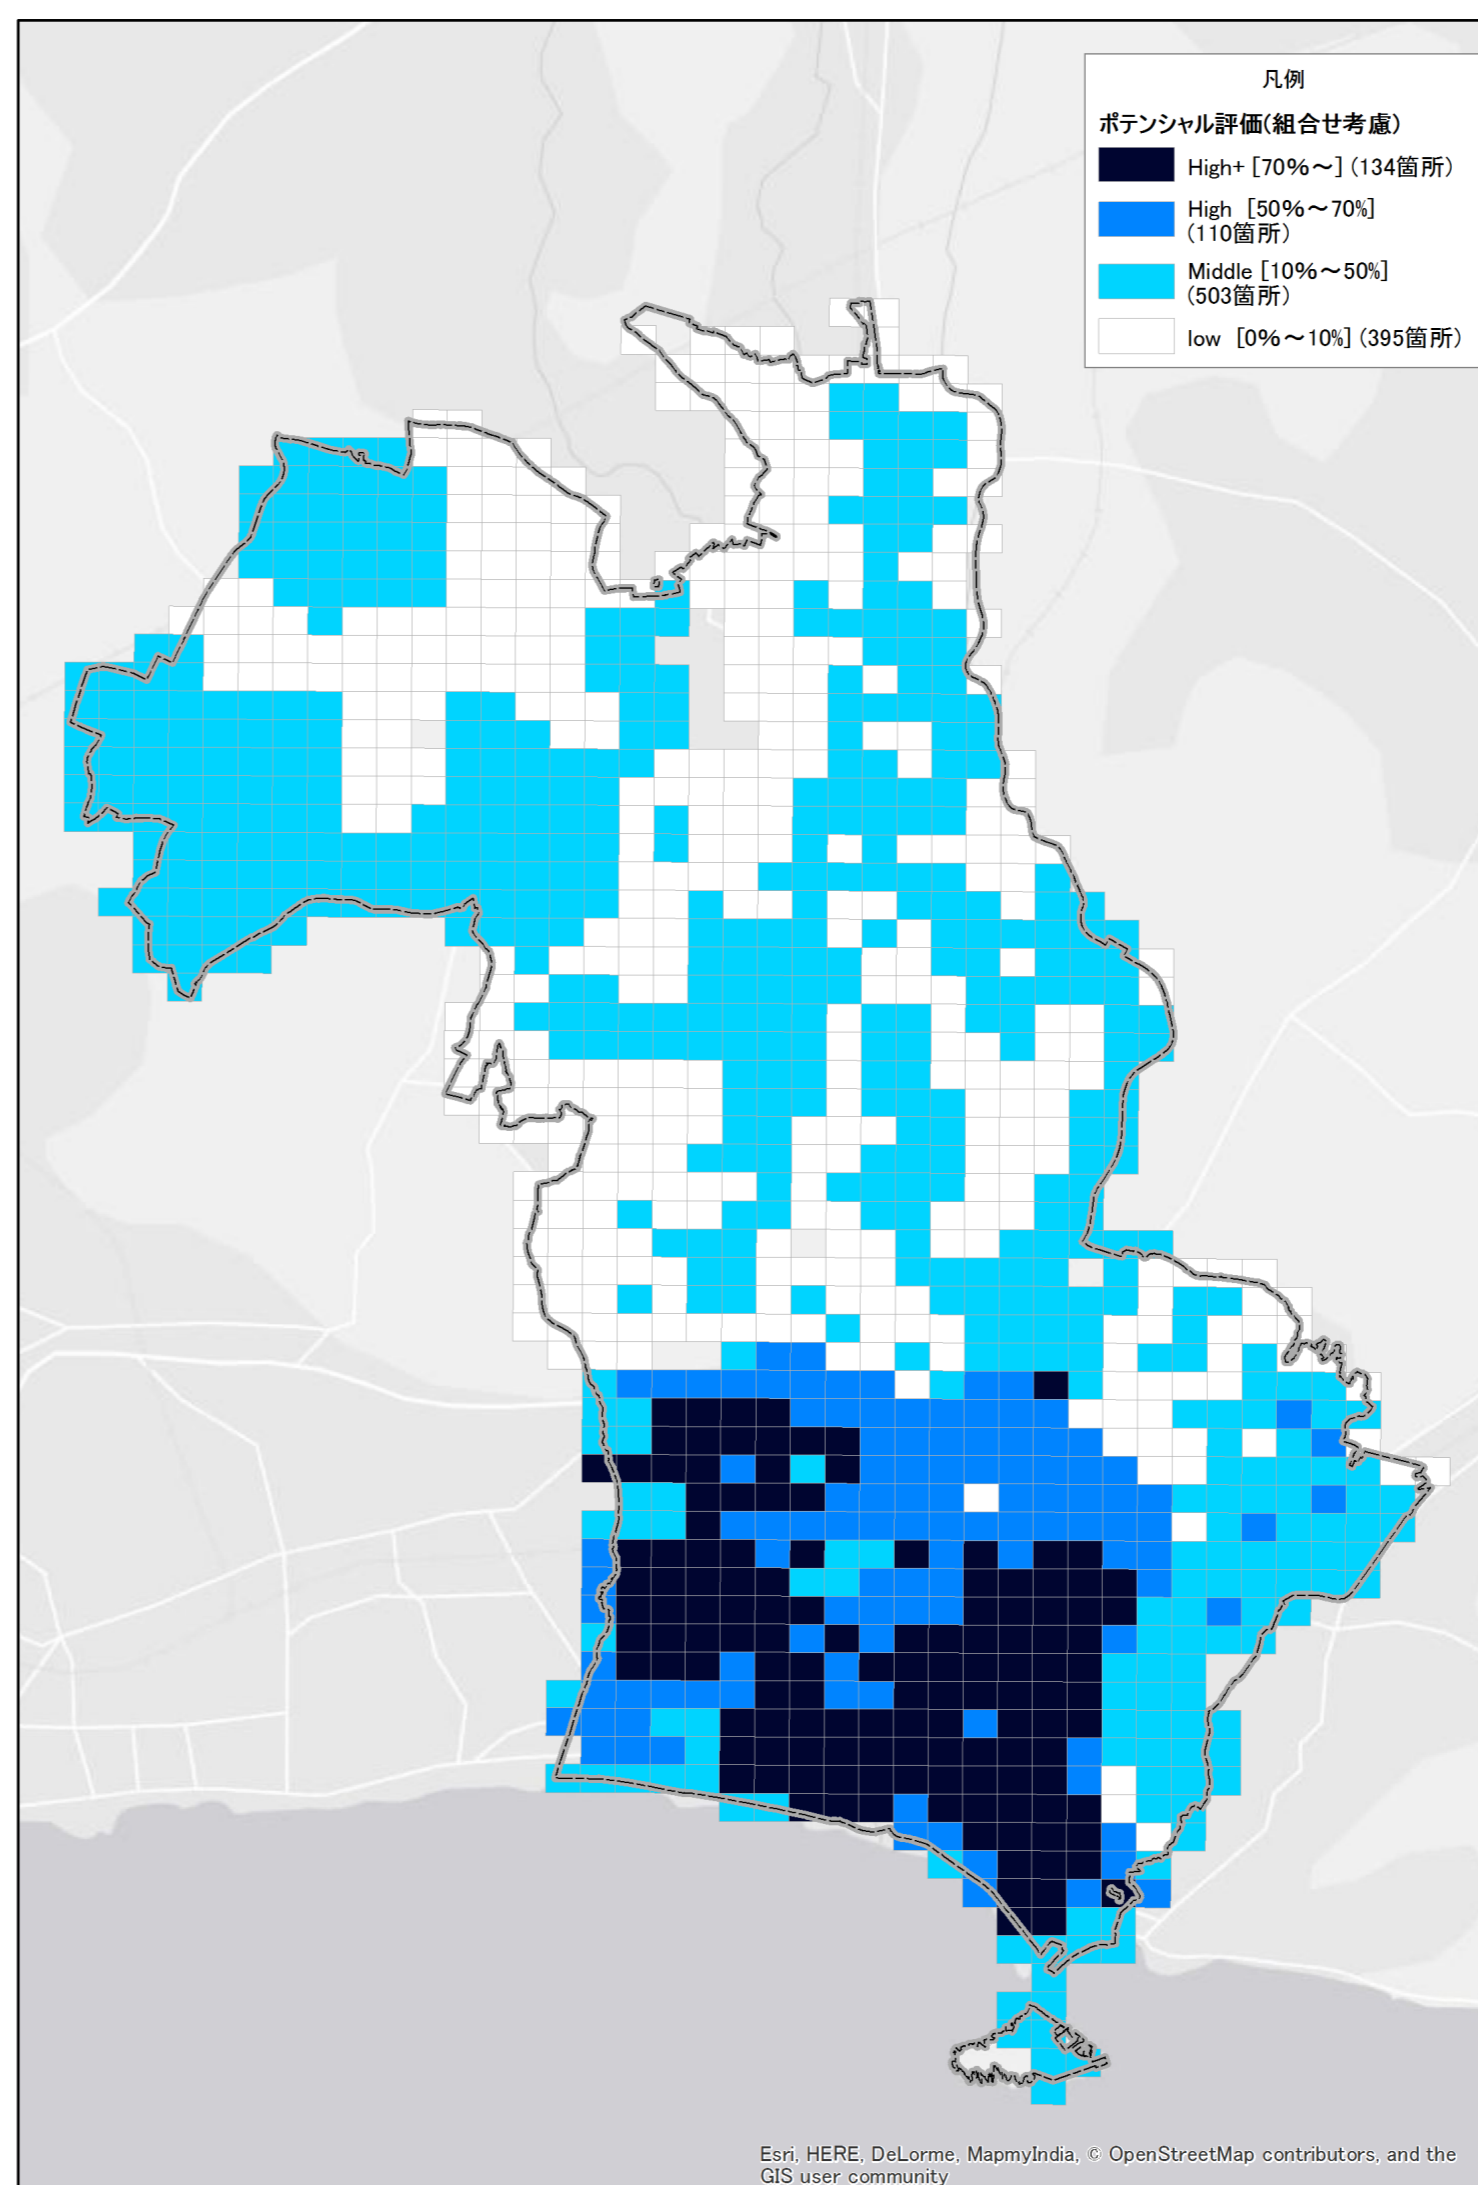 凡例
ポテンシャル評価(組合せ考慮)
High+ [70%～] (134箇所)
High [50%～70%]
(110箇所)
Middle [10%～50%]
(503箇所)
low [0%～10%] (395箇所)
Esri, HERE, DeLorme, MapmyIndia, © OpenStreetMap contributors, and the
GIS user community